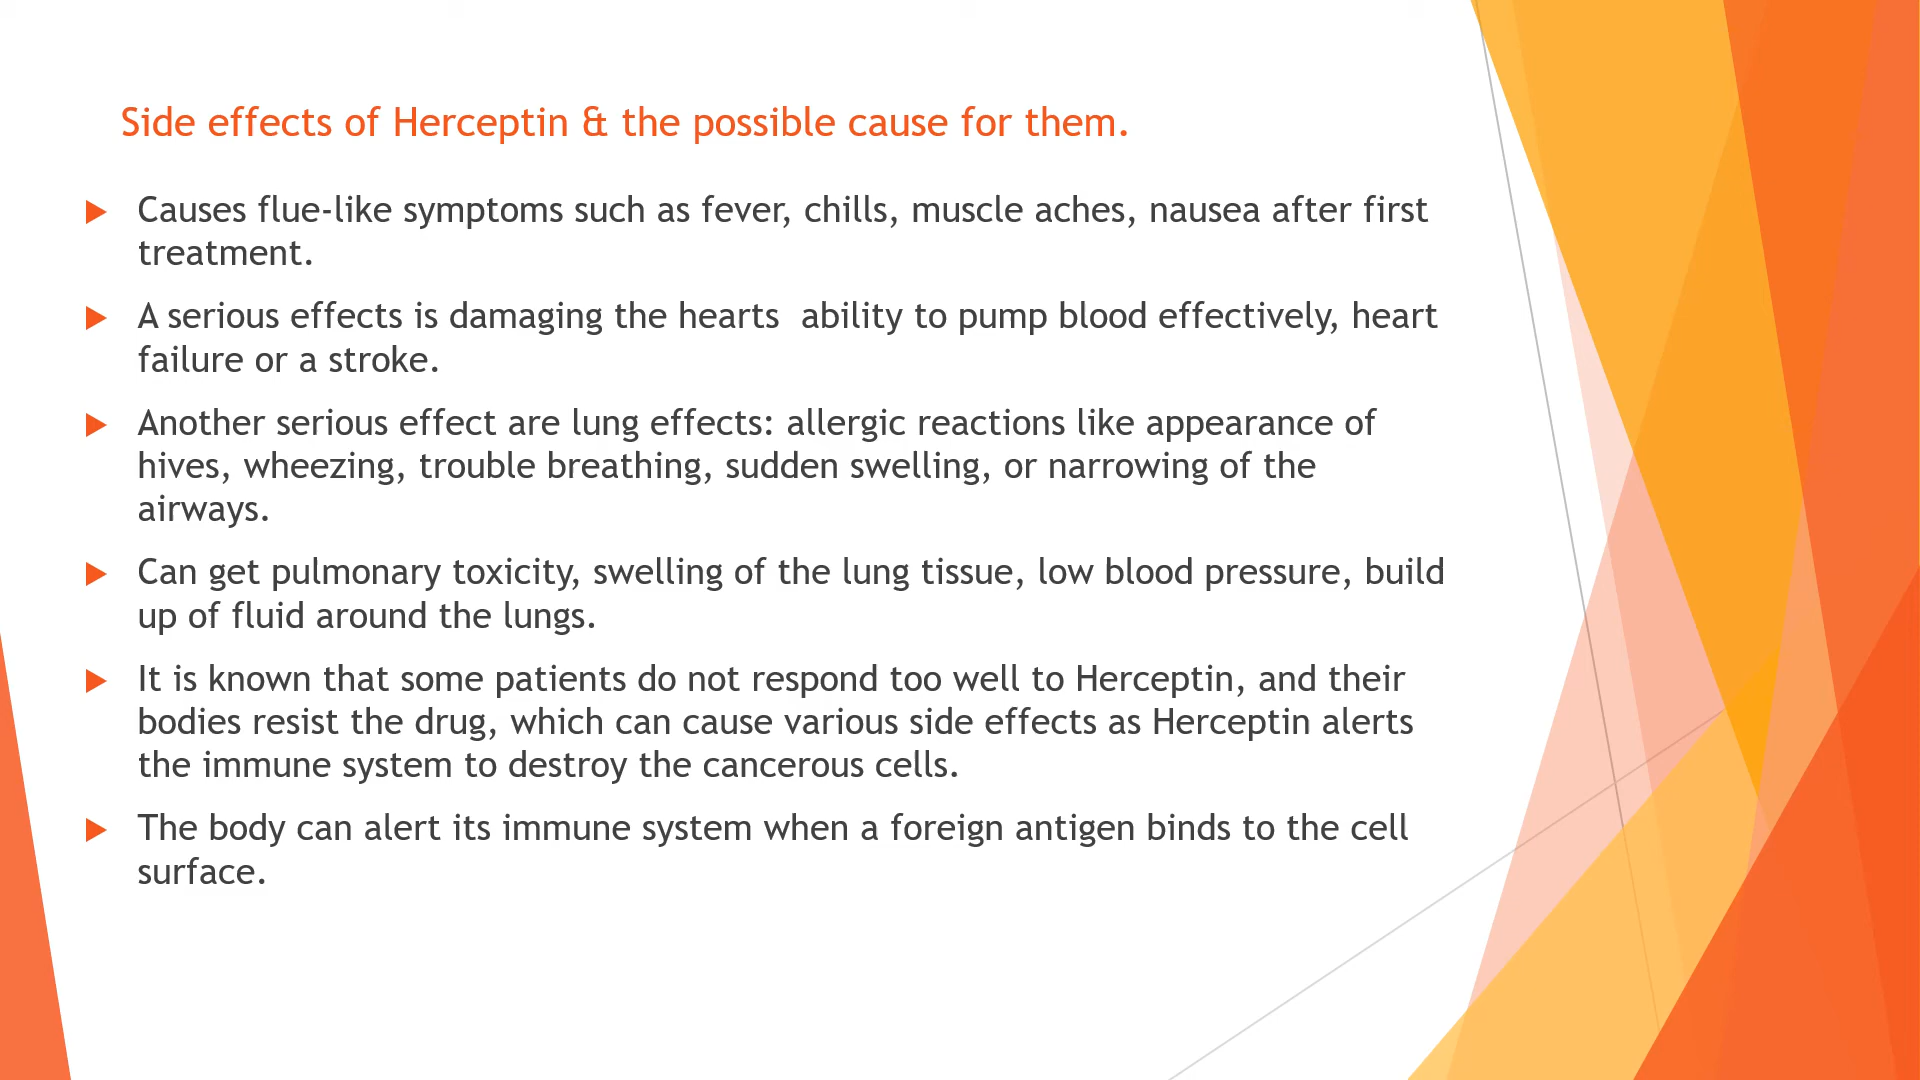 Side effects of Herceptin & the possible cause for them.
Causes flue-like symptoms such as fever, chills, muscle aches, nausea after first
treatment.
A serious effects is damaging the hearts  ability to pump blood effectively, heart
failure or a stroke.
Another serious effect are lung effects: allergic reactions like appearance of
hives, wheezing, trouble breathing, sudden swelling, or narrowing of the
airways.
Can get pulmonary toxicity, swelling of the lung tissue, low blood pressure, build
up of fluid around the lungs.
It is known that some patients do not respond too well to Herceptin, and their
bodies resist the drug, which can cause various side effects as Herceptin alerts
the immune system to destroy the cancerous cells.
The body can alert its immune system when a foreign antigen binds to the cell
surface.